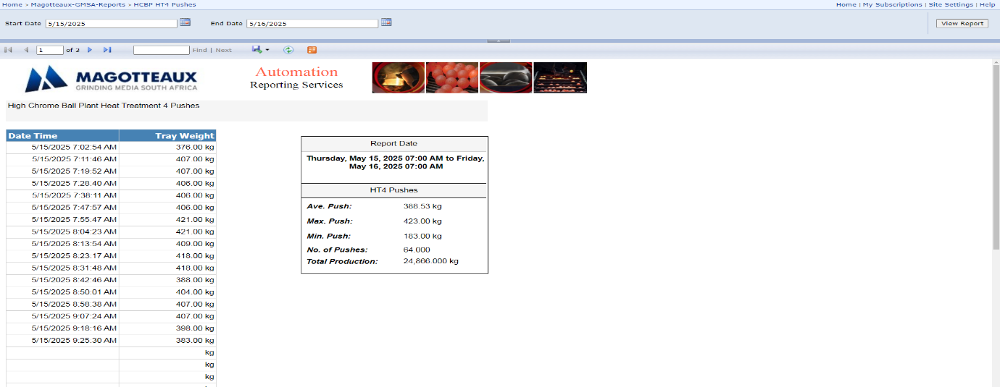 Home > Magotteaux-GMSA-Reports > HCBP HT4 Pushes
Home | My Subscriptions | Site Settings | Help
Start Date 5/15/2025 End Date 5/16/2025 View Report
1 of 3 Find | Next
MAGOTTEAUX
GRINDING MEDIA SOUTH AFRICA
Automation
Reporting Services
High Chrome Ball Plant Heat Treatment 4 Pushes
Date Time Tray Weight
5/15/2025 7:02:54 AM 376.00 kg
5/15/2025 7:11:46 AM 407.00 kg
5/15/2025 7:19:52 AM 407.00 kg
5/15/2025 7:28:40 AM 406.00 kg
5/15/2025 7:38:11 AM 406.00 kg
5/15/2025 7:47:57 AM 406.00 kg
5/15/2025 7:55:47 AM 421.00 kg
5/15/2025 8:04:23 AM 421.00 kg
5/15/2025 8:13:54 AM 409.00 kg
5/15/2025 8:23:17 AM 418.00 kg
5/15/2025 8:31:48 AM 418.00 kg
5/15/2025 8:42:46 AM 388.00 kg
5/15/2025 8:50:01 AM 404.00 kg
5/15/2025 8:58:38 AM 407.00 kg
5/15/2025 9:07:24 AM 407.00 kg
5/15/2025 9:18:16 AM 398.00 kg
5/15/2025 9:25:30 AM 383.00 kg
kg
kg
kg
Report Date
Thursday, May 15, 2025 07:00 AM to Friday,
May 16, 2025 07:00 AM
HT4 Pushes
Ave. Push: 388.53 kg
Max. Push: 423.00 kg
Min. Push: 183.00 kg
No. of Pushes: 64.000
Total Production: 24,866.000 kg